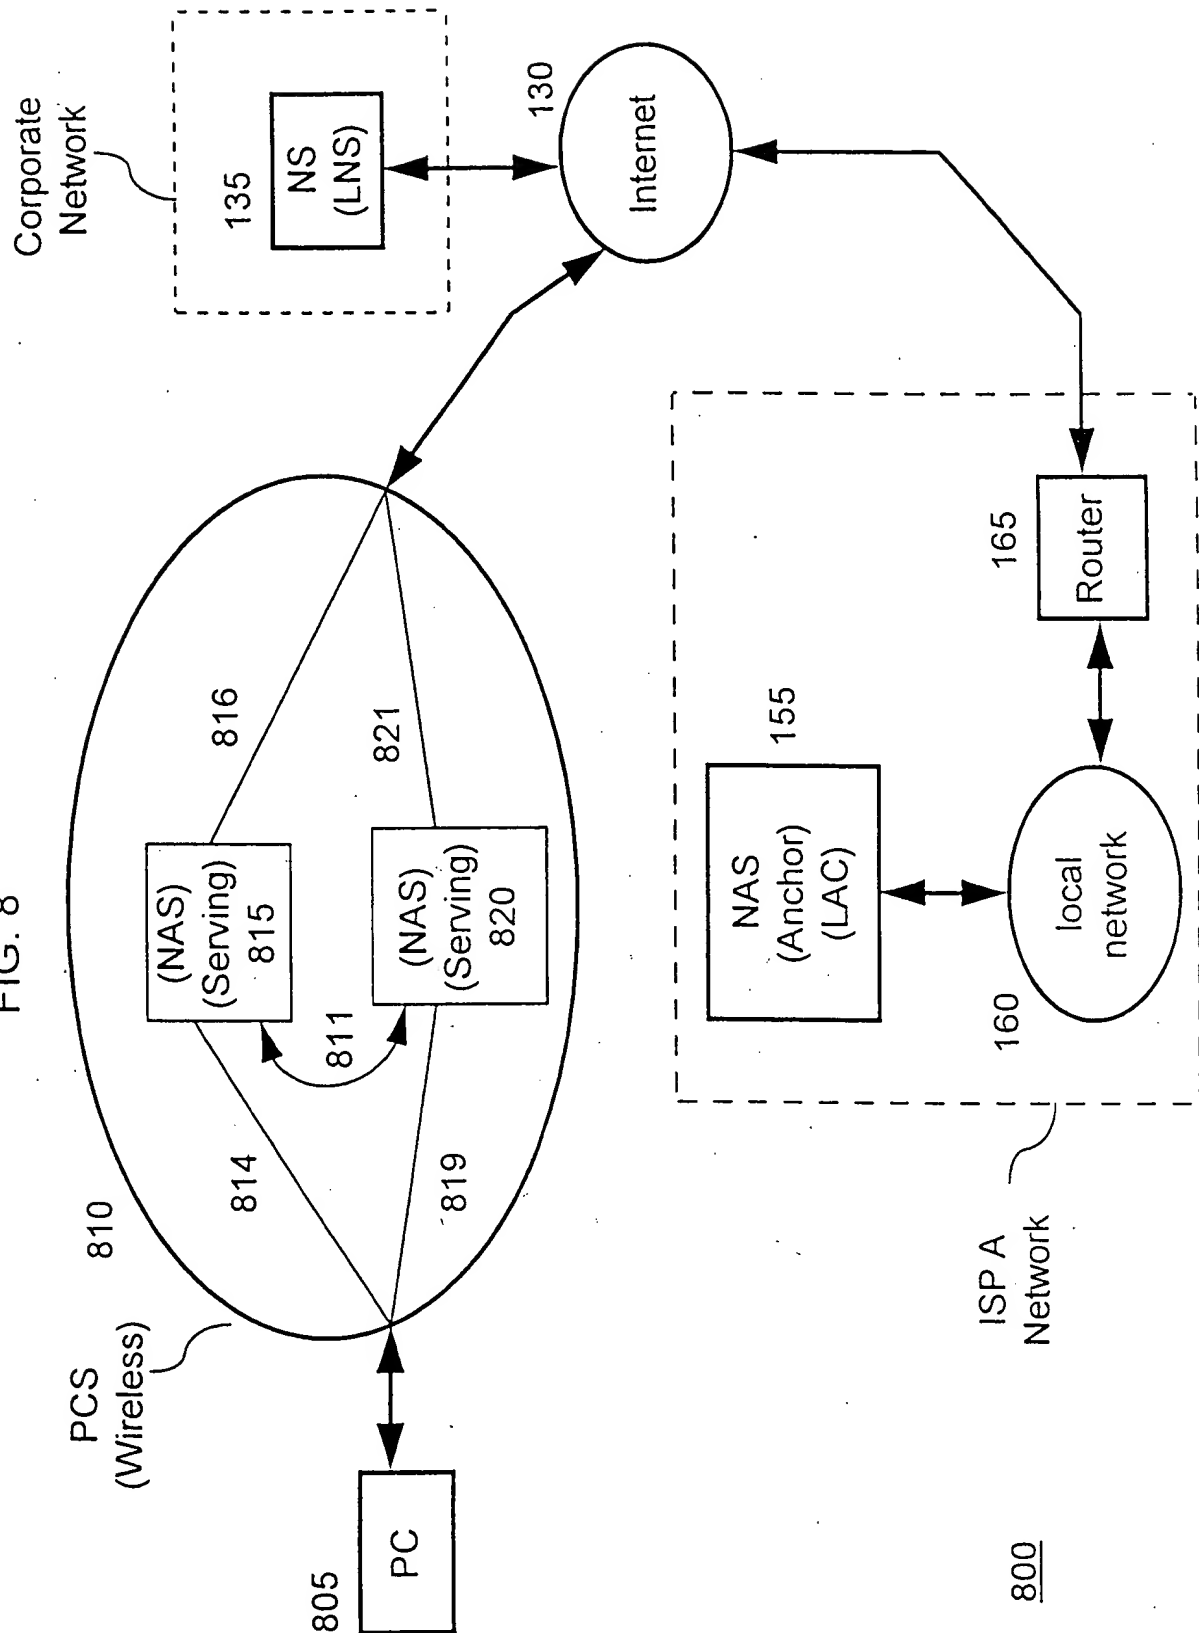 FIG. 8
805
PC
PCS
(Wireless)
810
814
819
811
(NAS)
(Serving)
815
(NAS)
(Serving)
820
816
821
Corporate
Network
135
NS
(LNS)
130
Internet
ISP A
Network
160
local
network
NAS
(Anchor)
(LAC)
155
165
Router
800